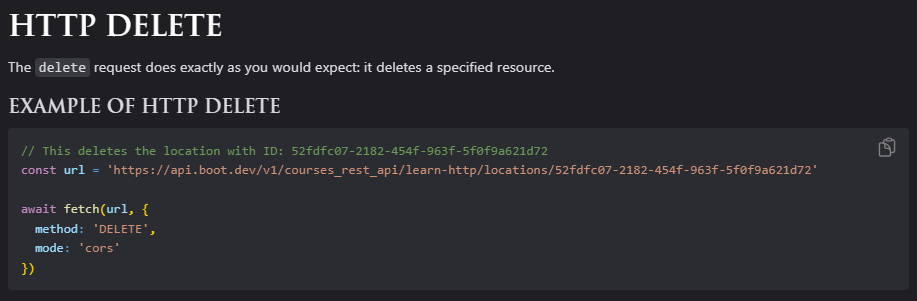 HTTP DELETE
The delete request does exactly as you would expect: it deletes a specified resource.
EXAMPLE OF HTTP DELETE
// This deletes the location with ID: 52fdfc07-2182-454f-963f-5f0f9a621d72
const url = 'https://api.boot.dev/v1/courses_rest_api/learn-http/locations/52fdfc07-2182-454f-963f-5f0f9a621d72'
await fetch(url, {
method: 'DELETE',
mode: 'cors'
})